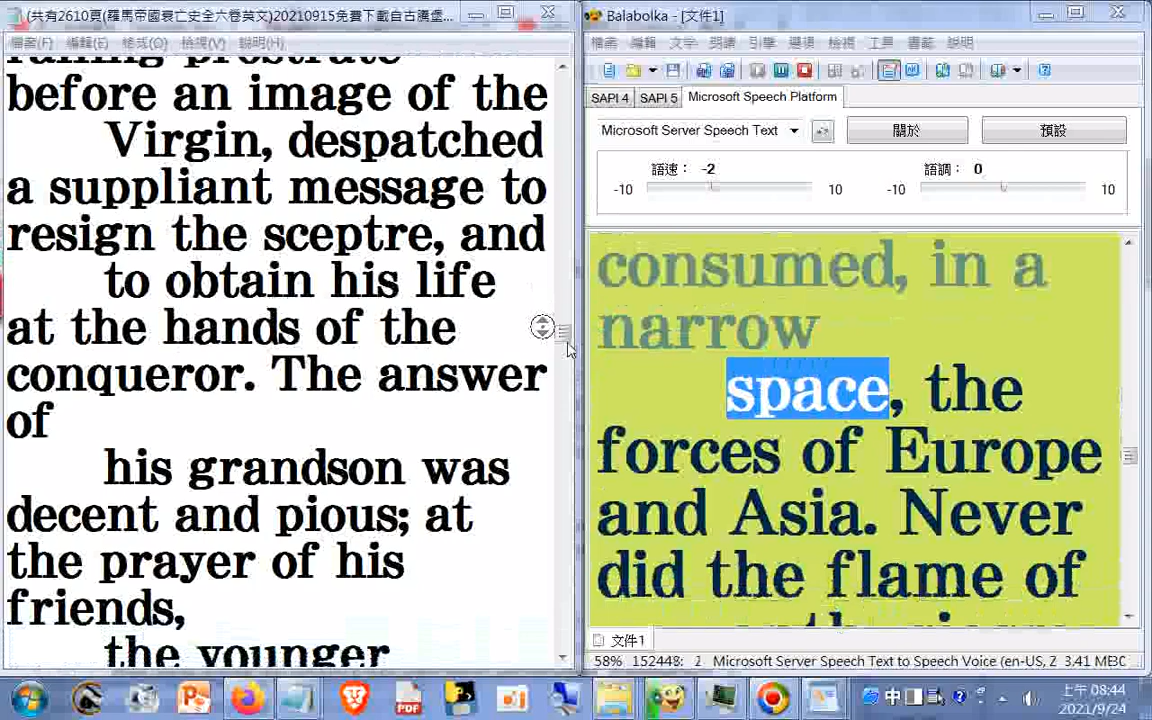 (共有2610頁(羅馬帝國衰亡史全六卷英文)20210915免費下載自古騰堡...
檔案(F) 編輯(E) 格式(O) 檢視(V) 說明(H)
falling prostrate
before an image of the
Virgin, despatched
a suppliant message to
resign the sceptre, and
to obtain his life
at the hands of the
conqueror. The answer
of
his grandson was
decent and pious; at
the prayer of his
friends,
the younger
Balabolka - [文件1]
檔案 編輯 文字 朗讀 引擎 選項 檢視 工具 書籤 說明
SAPI 4 SAPI 5 Microsoft Speech Platform
Microsoft Server Speech Text 關於 預設
語速： -2 語調： 0
-10 10 -10 10
consumed, in a
narrow
space, the
forces of Europe
and Asia. Never
did the flame of
文件1
58% 152448: 2 Microsoft Server Speech Text to Speech Voice (en-US, Z 3.41 MB
中
上午 08:44
2021/9/24